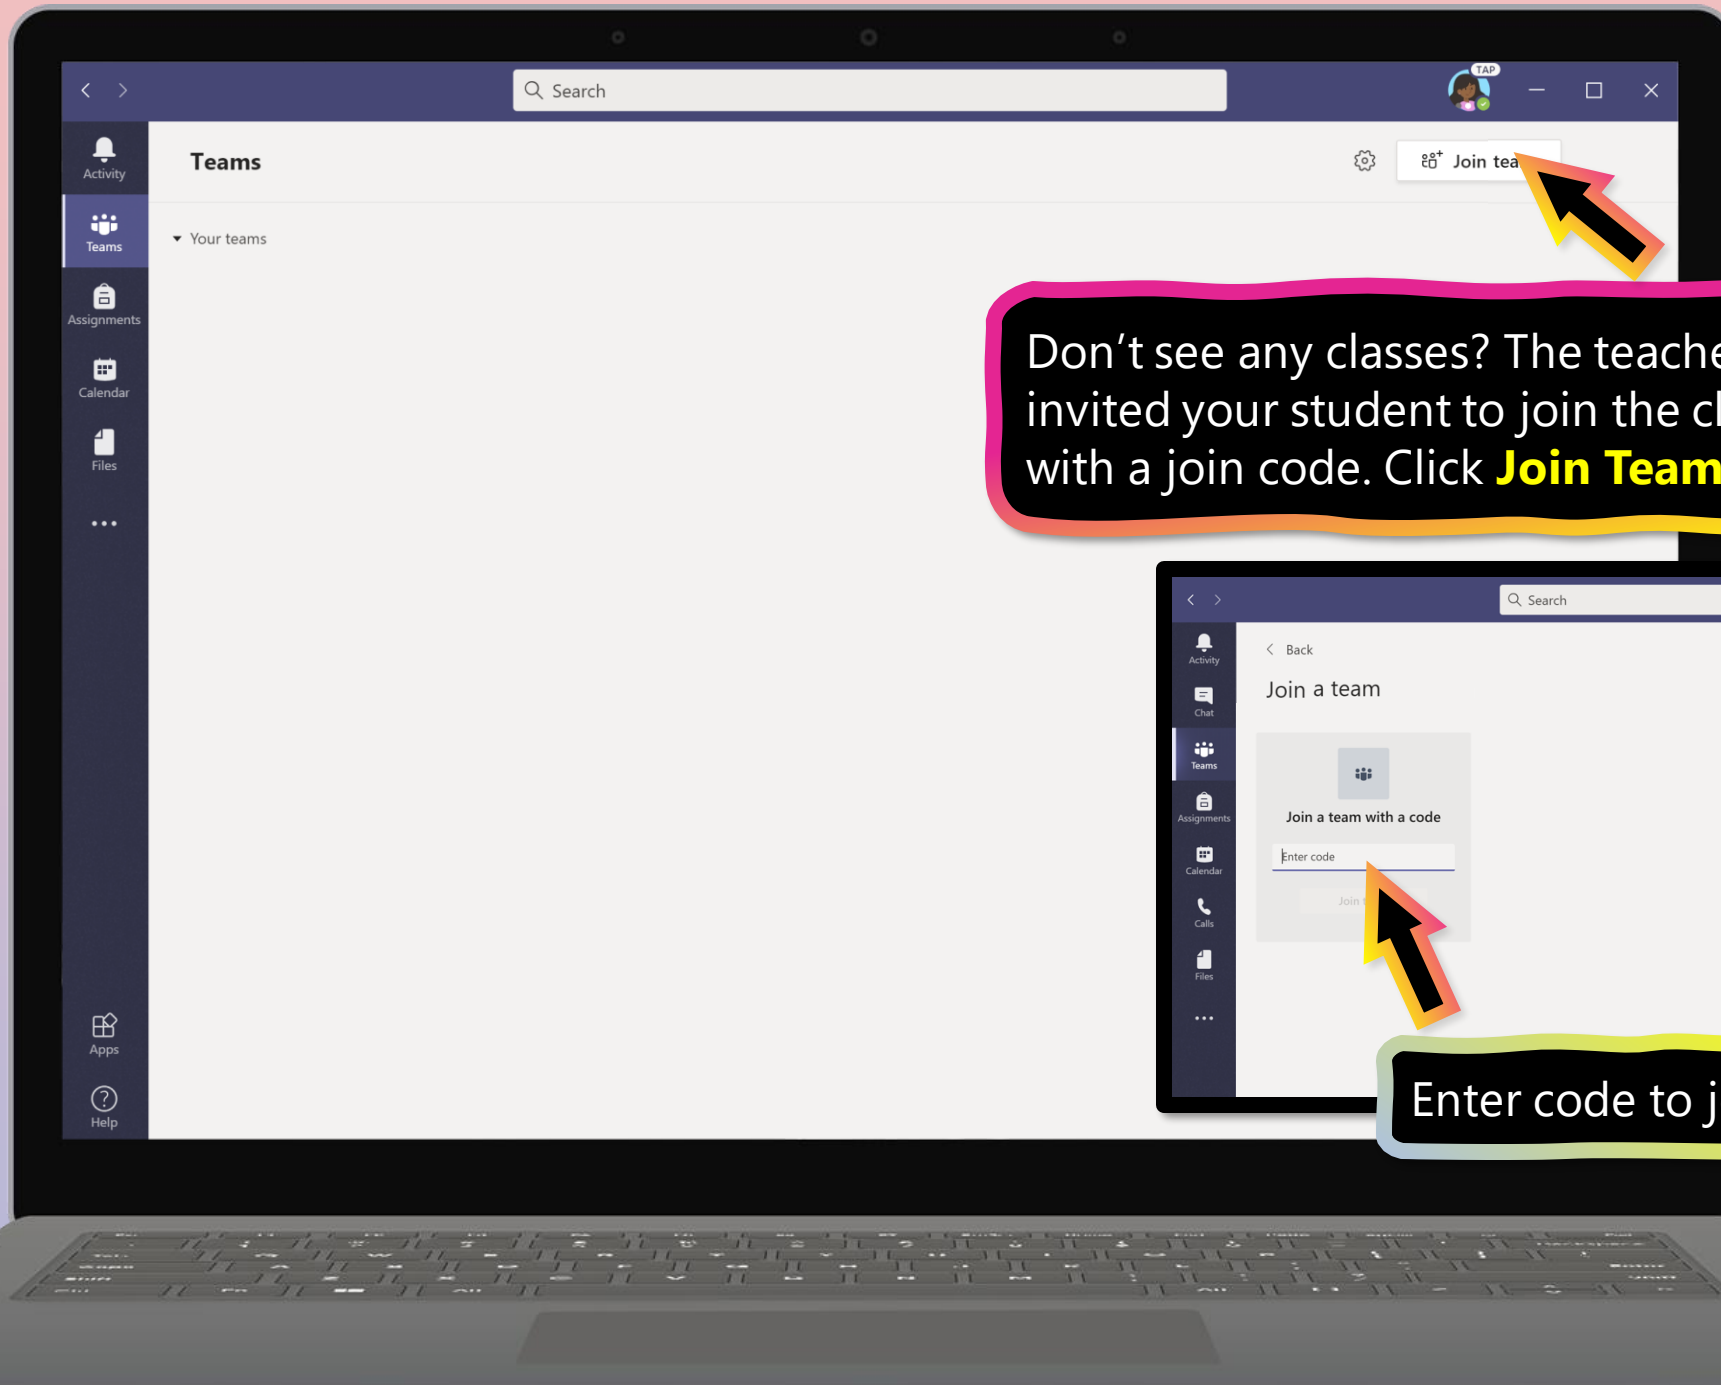 Search
TAP
Activity
Teams
Join tea
Teams
Your teams
Assignments
Calendar
Files
Don't see any classes? The teache
invited your student to join the cl
with a join code. Click Join Team
Search
Activity
Back
Join a team
Chat
Teams
Assignments
Join a team with a code
Enter code
Calendar
Join
Calls
Files
Apps
Help
Enter code to j